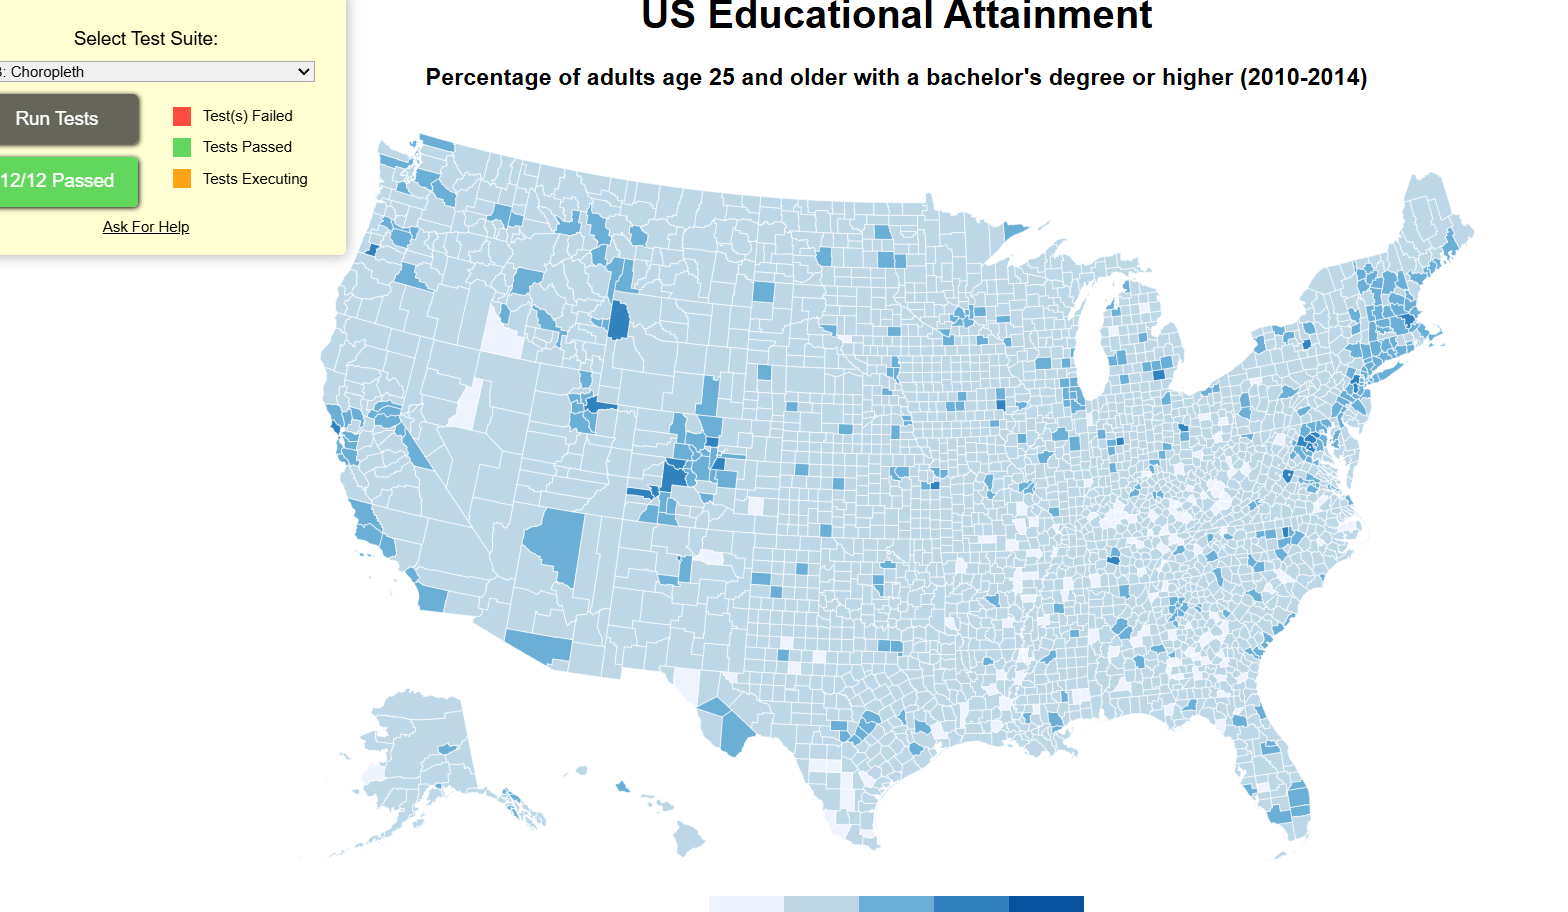 US Educational Attainment
Percentage of adults age 25 and older with a bachelor's degree or higher (2010-2014)
Select Test Suite:
: Choropleth
Run Tests
12/12 Passed
Test(s) Failed
Tests Passed
Tests Executing
Ask For Help